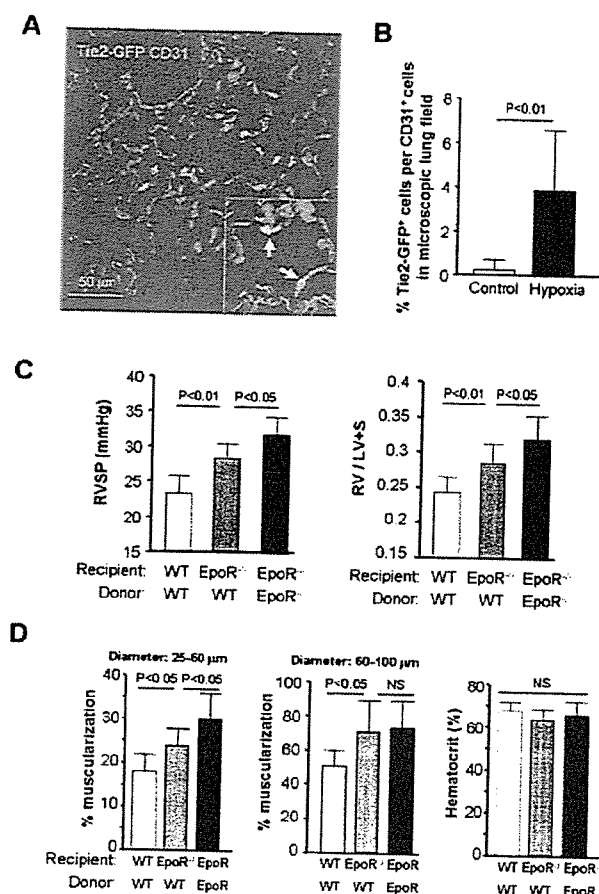 A
Tie2-GFP CD31
50 μm
B
% Tie2-GFP⁺ cells per CD31⁺ cells
in microscopic lung field
8
6
4
2
0
P<0.01
Control Hypoxia
C
RVSP (mmHg)
35
30
25
20
15
P<0.01 P<0.05
Recipient: WT EpoR⁻/⁻ EpoR⁻/⁻
Donor: WT WT EpoR⁻/⁻
RV / LV+S
0.4
0.35
0.3
0.25
0.2
0.15
P<0.01 P<0.05
Recipient: WT EpoR⁻/⁻ EpoR⁻/⁻
Donor: WT WT EpoR⁻/⁻
D
Diameter: 25-60 μm
% muscularization
40
30
20
10
0
P<0.05 P<0.05
Recipient: WT EpoR⁻/⁻ EpoR
Donor: WT WT EpoR
Diameter: 60-100 μm
% muscularization
100
80
60
40
20
0
P<0.05 NS
WT EpoR⁻/⁻ EpoR
WT WT EpoR
Hematocrit (%)
80
60
40
20
0
NS
WT EpoR⁻/⁻ EpoR
WT WT EpoR